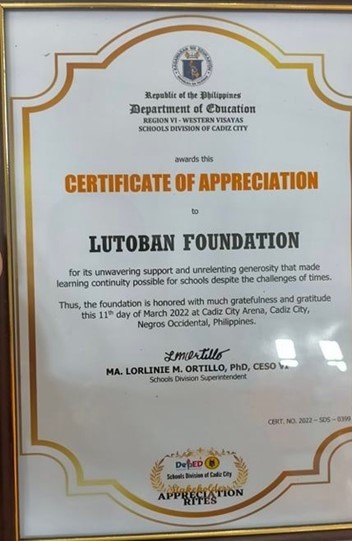 Republic of the Philippines
Department of Education
REGION VI - WESTERN VISAYAS
SCHOOLS DIVISION OF CADIZ CITY
awards this
CERTIFICATE OF APPRECIATION
to
LUTOBAN FOUNDATION
for its unwavering support and unrelenting generosity that made
learning continuity possible for schools despite the challenges of times.
Thus, the foundation is honored with much gratefulness and gratitude
this 11th day of March 2022 at Cadiz City Arena, Cadiz City,
Negros Occidental, Philippines.
MA. LORLINIE M. ORTILLO, PhD, CESO VI
Schools Division Superintendent
CERT. NO. 2022 – SDS – 0399
DepED
Schools Division of Cadiz City
Stakeholders
APPRECIATION
RITES